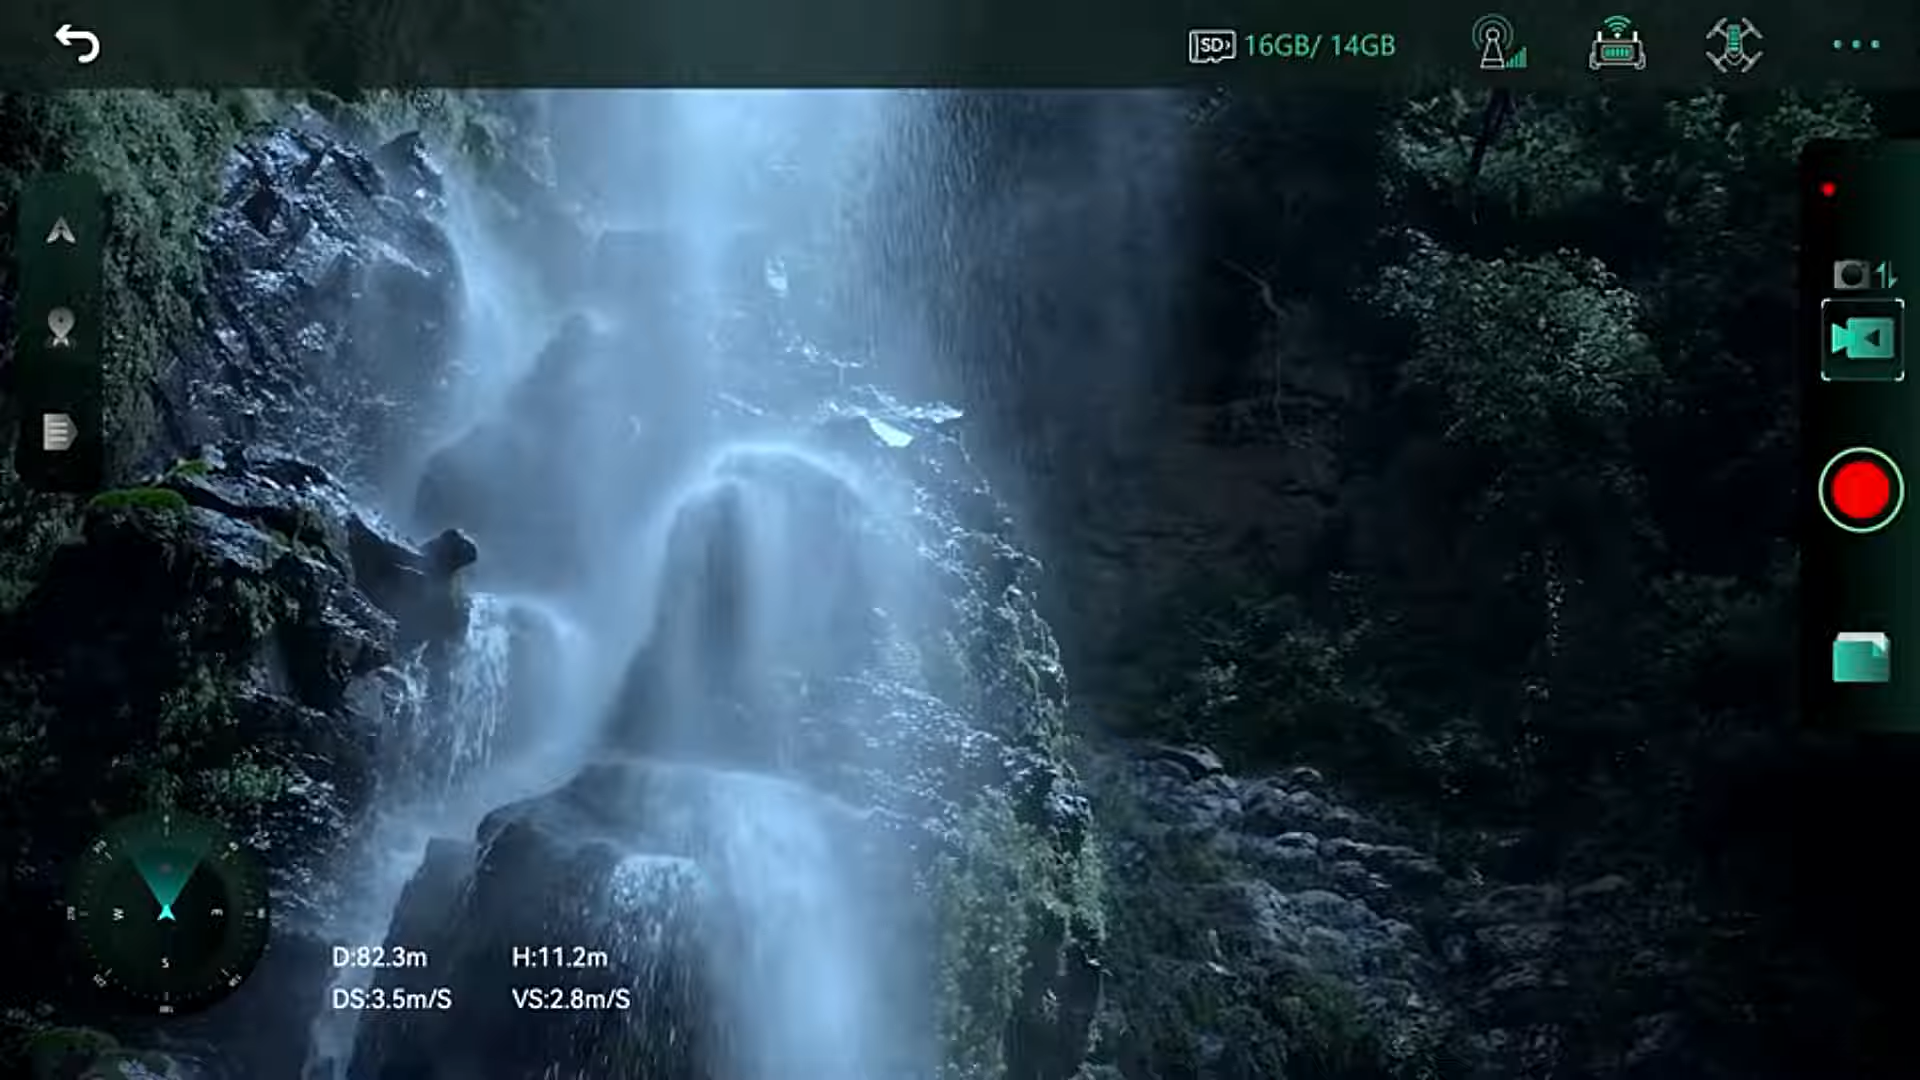 SD
16GB/ 14GB
W
E
S
D:82.3m
H:11.2m
DS:3.5m/S
VS:2.8m/S